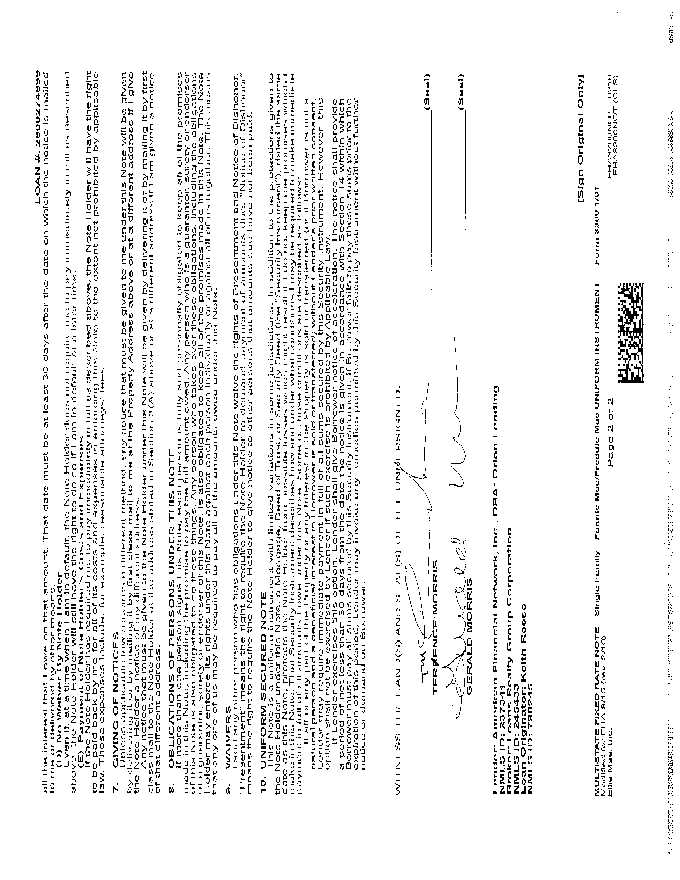 LOAN #:
all the interest that I owe on that amount. That date must be at least 30 days after the date on which the notice is mailed
to me or delivered by other means.
(D) No Waiver By Note Holder
Even if, at a time when I am in default, the Note Holder does not require me to pay immediately in full as described
above, the Note Holder will still have the right to do so if I am in default at a later time.
(E) Payment of Note Holder's Costs and Expenses
If the Note Holder has required me to pay immediately in full as described above, the Note Holder will have the right
to be paid back by me for all of its costs and expenses in enforcing this Note to the extent not prohibited by applicable
law. Those expenses include, for example, reasonable attorneys' fees.
7. GIVING OF NOTICES
Unless applicable law requires a different method, any notice that must be given to me under this Note will be given
by delivering it or by mailing it by first class mail to me at the Property Address above or at a different address if I give
the Note Holder a notice of my different address.
Any notice that must be given to the Note Holder under this Note will be given by delivering it or by mailing it by first
class mail to the Note Holder at the address stated in Section 3(A) above or at a different address if I am given a notice
of that different address.
8. OBLIGATIONS OF PERSONS UNDER THIS NOTE
If more than one person signs this Note, each person is fully and personally obligated to keep all of the promises
made in this Note, including the promise to pay the full amount owed. Any person who is a guarantor, surety or endorser
of this Note is also obligated to do these things. Any person who takes over these obligations, including the obligations
of a guarantor, surety or endorser of this Note, is also obligated to keep all of the promises made in this Note. The Note
Holder may enforce its rights under this Note against each person individually or against all of us together. This means
that any one of us may be required to pay all of the amounts owed under this Note.
9. WAIVERS
I and any other person who has obligations under this Note waive the rights of Presentment and Notice of Dishonor.
"Presentment" means the right to require the Note Holder to demand payment of amounts due. "Notice of Dishonor"
means the right to require the Note Holder to give notice to other persons that amounts due have not been paid.
10. UNIFORM SECURED NOTE
This Note is a uniform instrument with limited variations in some jurisdictions. In addition to the protections given to
the Note Holder under this Note, a Mortgage, Deed of Trust, or Security Deed (the "Security Instrument"), dated the same
date as this Note, protects the Note Holder from possible losses which might result if I do not keep the promises which I
make in this Note. That Security Instrument describes how and under what conditions I may be required to make immediate
payment in full of all amounts I owe under this Note. Some of those conditions are described as follows:
If all or any part of the Property or any Interest in the Property is sold or transferred (or if Borrower is not a
natural person and a beneficial interest in Borrower is sold or transferred) without Lender's prior written consent,
Lender may require immediate payment in full of all sums secured by this Security Instrument. However, this
option shall not be exercised by Lender if such exercise is prohibited by Applicable Law.
If Lender exercises this option, Lender shall give Borrower notice of acceleration. The notice shall provide
a period of not less than 30 days from the date the notice is given in accordance with Section 14 within which
Borrower must pay all sums secured by this Security Instrument. If Borrower fails to pay these sums prior to the
expiration of this period, Lender may invoke any remedies permitted by this Security Instrument without further
notice or demand on Borrower.
WITNESS THE HAND(S) AND SEAL(S) OF THE UNDERSIGNED.
(Seal)
TERRENCE MORRIS
(Seal)
GERALD MORRIS
Lender: American Financial Network, Inc., DBA: Orion Lending
NMLS ID:
Broker: Loans Realty Group Corporation
NMLS ID:
Loan Originator:
NMLS ID:
[Sign Original Only]
MULTISTATE FIXED RATE NOTE Single Family Fannie Mae/Freddie Mac UNIFORM INSTRUMENT Form 3200 1/01
Modified for FHA
Ellie Mae, Inc.
Page 2 of 2